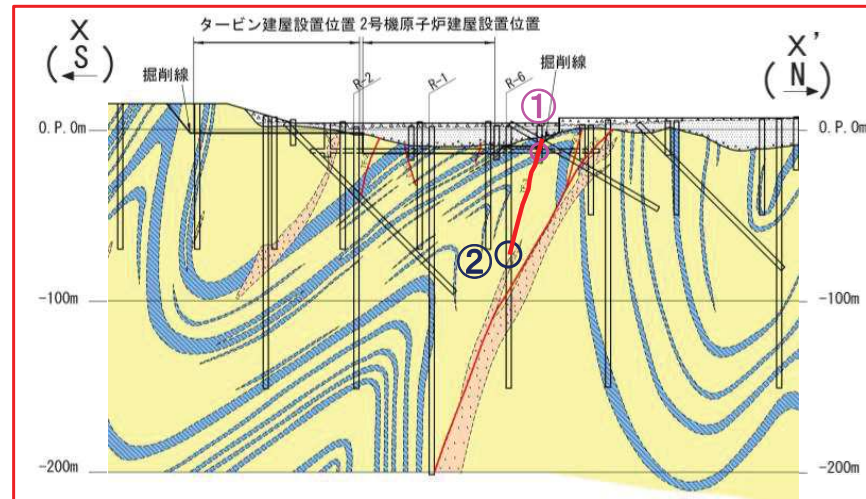 タービン建屋設置位置 2号機原子炉建屋設置位置
X
(S)
X'
(N)
掘削線
R-2
R-1
R-6
①
掘削線
O.P.0m
O.P.0m
②
-100m
-100m
-200m
-200m